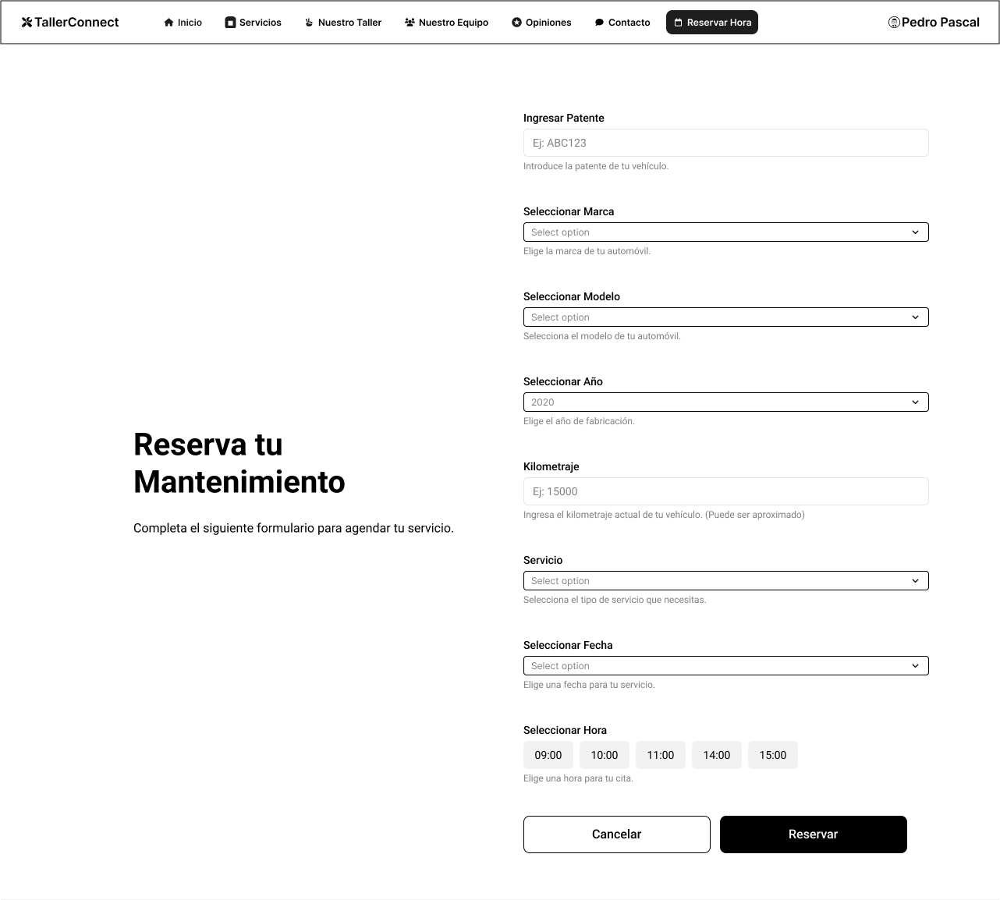 TallerConnect
Inicio
Servicios
Nuestro Taller
Nuestro Equipo
Opiniones
Contacto
Reservar Hora
Pedro Pascal
Reserva tu
Mantenimiento
Completa el siguiente formulario para agendar tu servicio.
Ingresar Patente
Ej: ABC123
Introduce la patente de tu vehículo.
Seleccionar Marca
Select option
Elige la marca de tu automóvil.
Seleccionar Modelo
Select option
Selecciona el modelo de tu automóvil.
Seleccionar Año
2020
Elige el año de fabricación.
Kilometraje
Ej: 15000
Ingresa el kilometraje actual de tu vehículo. (Puede ser aproximado)
Servicio
Select option
Selecciona el tipo de servicio que necesitas.
Seleccionar Fecha
Select option
Elige una fecha para tu servicio.
Seleccionar Hora
09:00 10:00 11:00 14:00 15:00
Elige una hora para tu cita.
Cancelar
Reservar